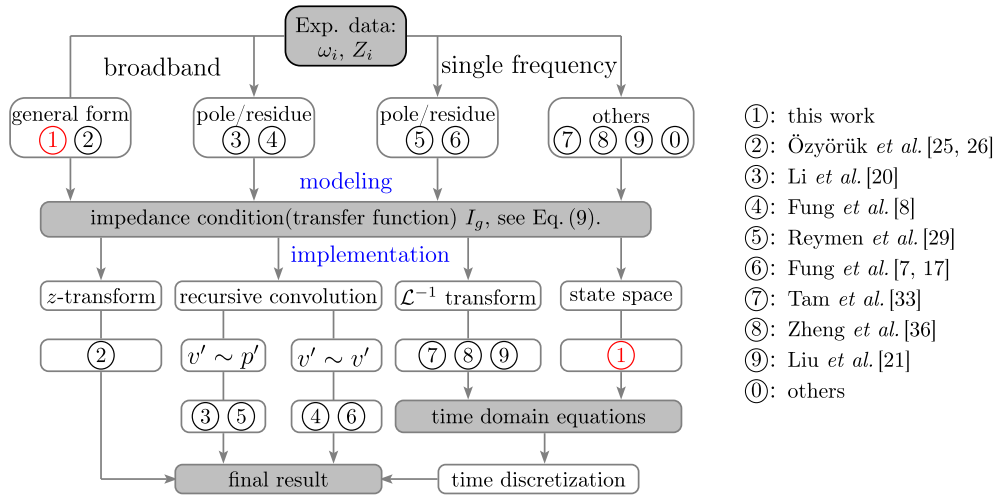 Exp. data:
ωᵢ, Zᵢ
broadband
single frequency
general form
① ②
pole/residue
③ ④
pole/residue
⑤ ⑥
others
⑦ ⑧ ⑨ ⓪
modeling
impedance condition(transfer function) I_g, see Eq. (9).
implementation
z-transform
recursive convolution
ℒ⁻¹ transform
state space
②
v′ ∼ p′
v′ ∼ v′
⑦ ⑧ ⑨
①
③ ⑤
④ ⑥
time domain equations
final result
time discretization
①: this work
②: Özyörük et al. [25, 26]
③: Li et al. [20]
④: Fung et al. [8]
⑤: Reymen et al. [29]
⑥: Fung et al. [7, 17]
⑦: Tam et al. [33]
⑧: Zheng et al. [36]
⑨: Liu et al. [21]
⓪: others